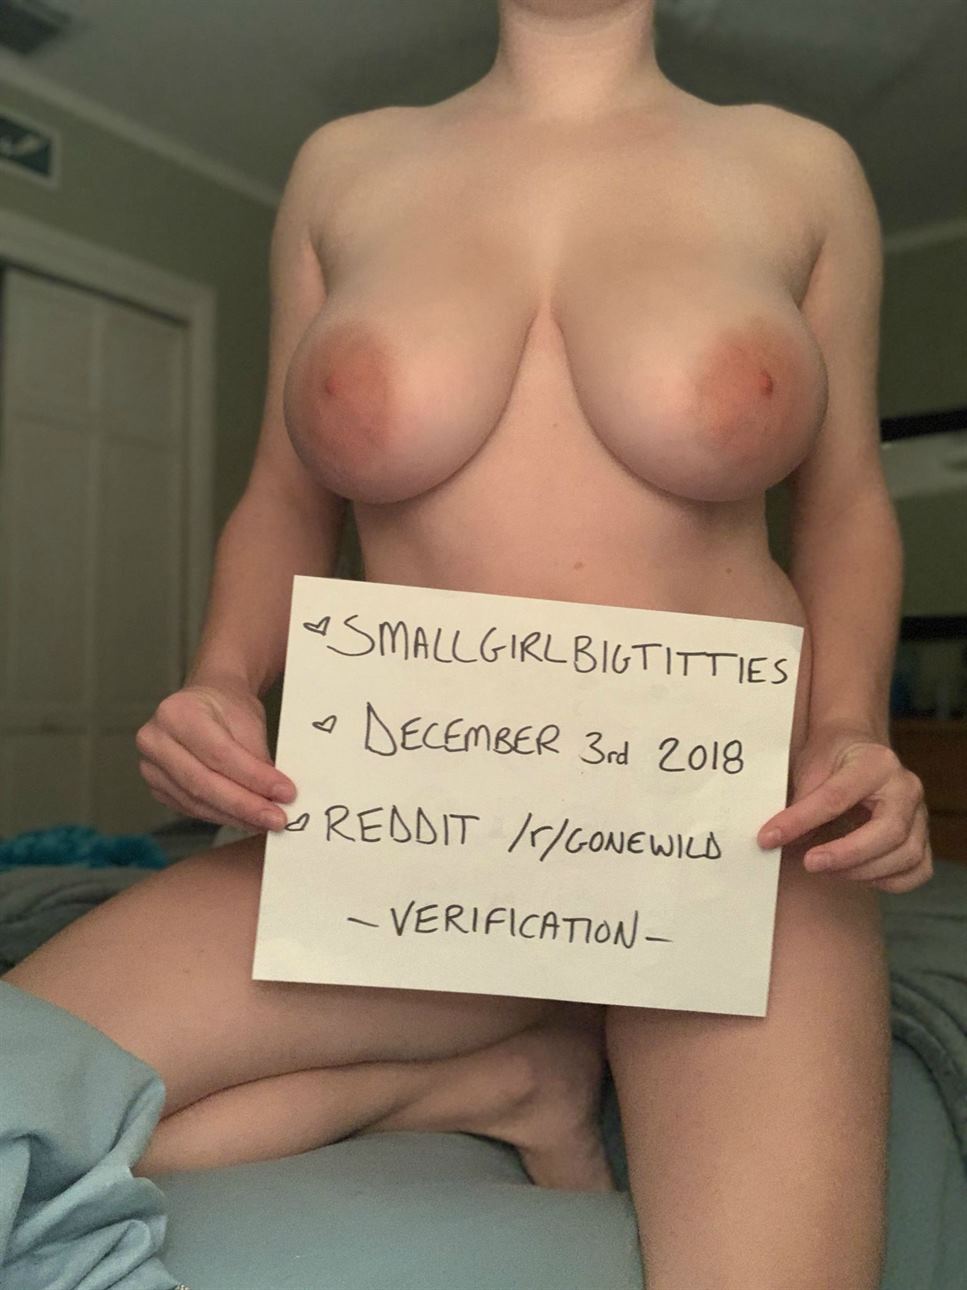 SMALLGIRLBIGTITTIES
DECEMBER 3rd 2018
REDDIT /r/GONEWILD
- VERIFICATION -